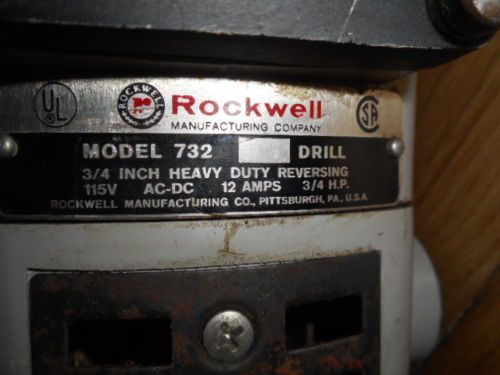 UL
ROCKWELL
Rockwell
MANUFACTURING COMPANY
SA
MODEL 732 DRILL
3/4 INCH HEAVY DUTY REVERSING
115V AC-DC 12 AMPS 3/4 H.P.
ROCKWELL MANUFACTURING CO., PITTSBURGH, PA., U.S.A.